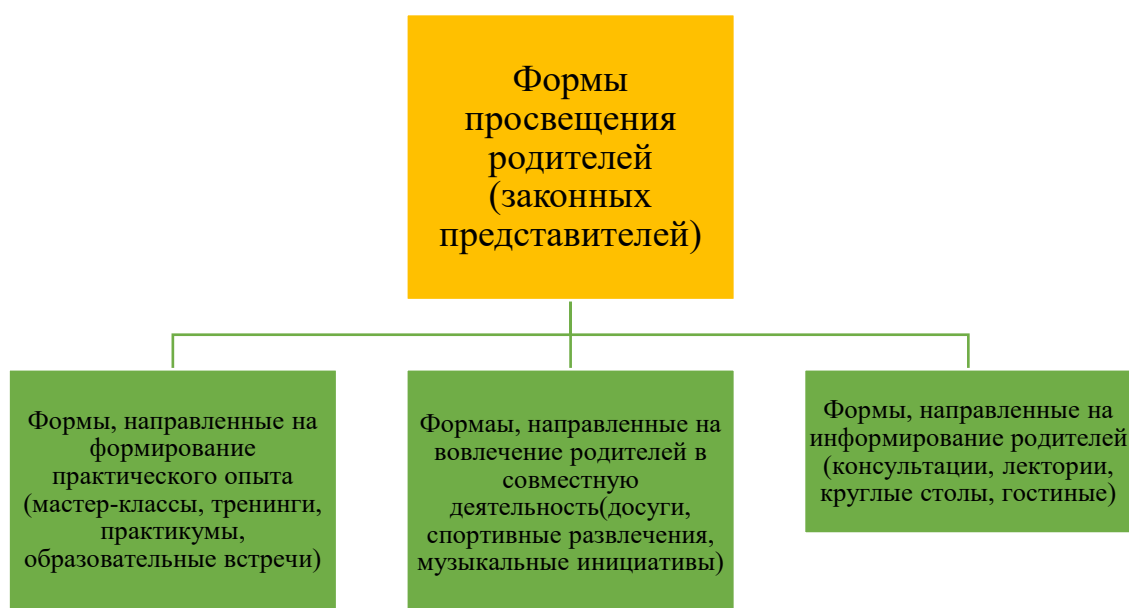 Формы
просвещения
родителей
(законных
представителей)
Формы, направленные на
формирование
практического опыта
(мастер-классы, тренинги,
практикумы,
образовательные встречи)
Формаы, направленные на
вовлечение родителей в
совместную
деятельность(досуги,
спортивные развлечения,
музыкальные инициативы)
Формы, направленные на
информирование родителей
(консультации, лектории,
круглые столы, гостиные)